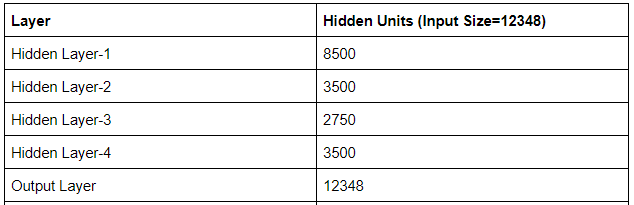 Layer Hidden Units (Input Size=12348)
Hidden Layer-1 8500
Hidden Layer-2 3500
Hidden Layer-3 2750
Hidden Layer-4 3500
Output Layer 12348